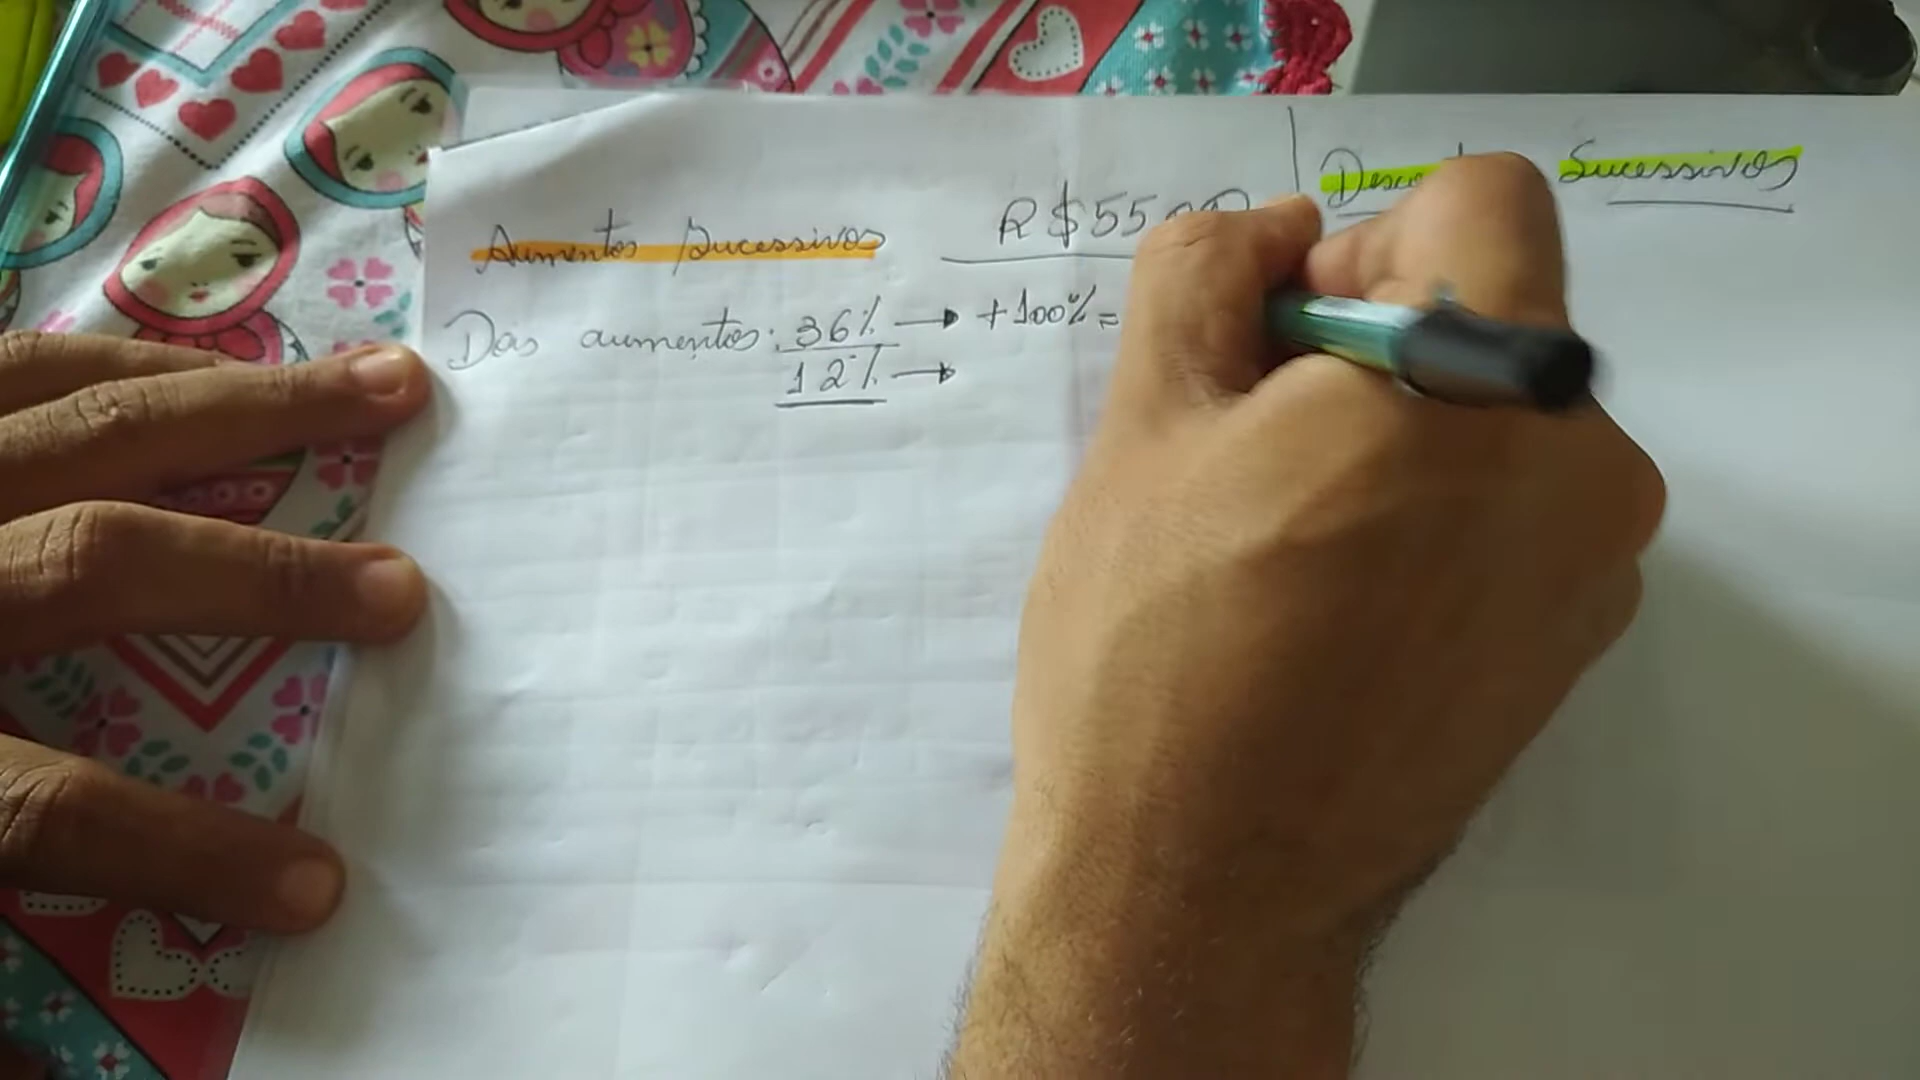 Aumentos Sucessivos
R$55
Dois aumentos: 36% → +100% =
12% →
Sucessivos